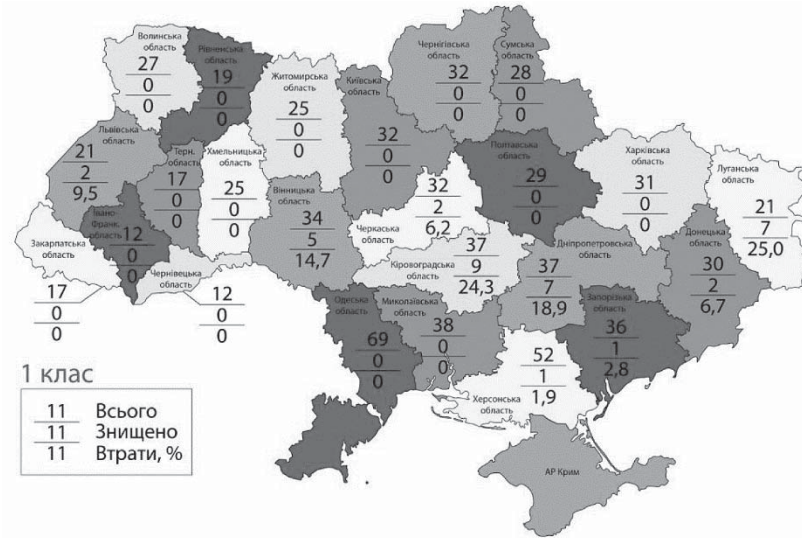 Волинська
область
27
0
0
Рівненська
область
19
0
0
Житомирська
область
25
0
0
Київська
область
32
0
0
Чернігівська
область
32
0
0
Сумська
область
28
0
0
Львівська
область
21
2
9,5
Терн.
область
17
0
0
Хмельницька
область
25
0
0
Вінницька
область
34
5
14,7
Черкаська
область
32
2
6,2
Полтавська
область
29
0
0
Харківська
область
31
0
0
Луганська
область
21
7
25,0
Закарпатська
область
17
0
0
Івано-
Франк.
область
12
0
0
Чернівецька
область
12
0
0
Кіровоградська
область
37
9
24,3
Дніпропетровська
область
37
7
18,9
Донецька
область
30
2
6,7
Одеська
область
69
0
0
Миколаївська
область
38
0
0
Запорізька
область
36
1
2,8
Херсонська
область
52
1
1,9
АР Крим
1 клас
11 Всього
11 Знищено
11 Втрати, %